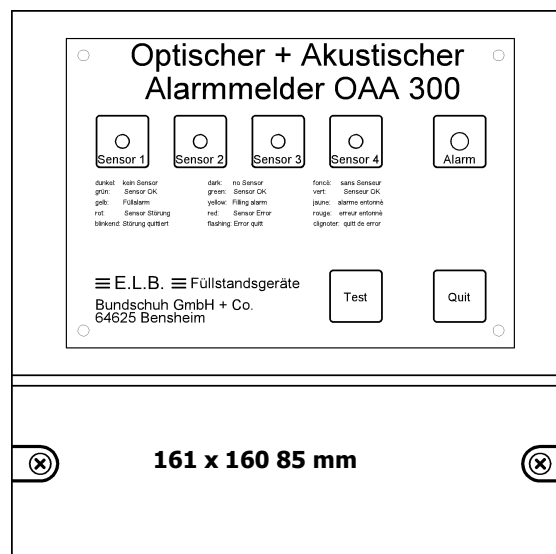 Optischer + Akustischer
Alarmmelder OAA 300
Sensor 1 Sensor 2 Sensor 3 Sensor 4 Alarm
dunkel: kein Sensor dark: no Sensor foncè: sans Senseur
grün: Sensor OK green: Sensor OK vert: Senseur OK
gelb: Füllalarm yellow: Filling alarm jaune: alarme entonnè
rot: Sensor Störung red: Sensor Error rouge: erreur entonnè
blinkend: Störung quittiert flashing: Error quitt clignoter: quitt de error
E.L.B. Füllstandsgeräte
Bundschuh GmbH + Co.
64625 Bensheim
Test Quit
161 x 160 85 mm